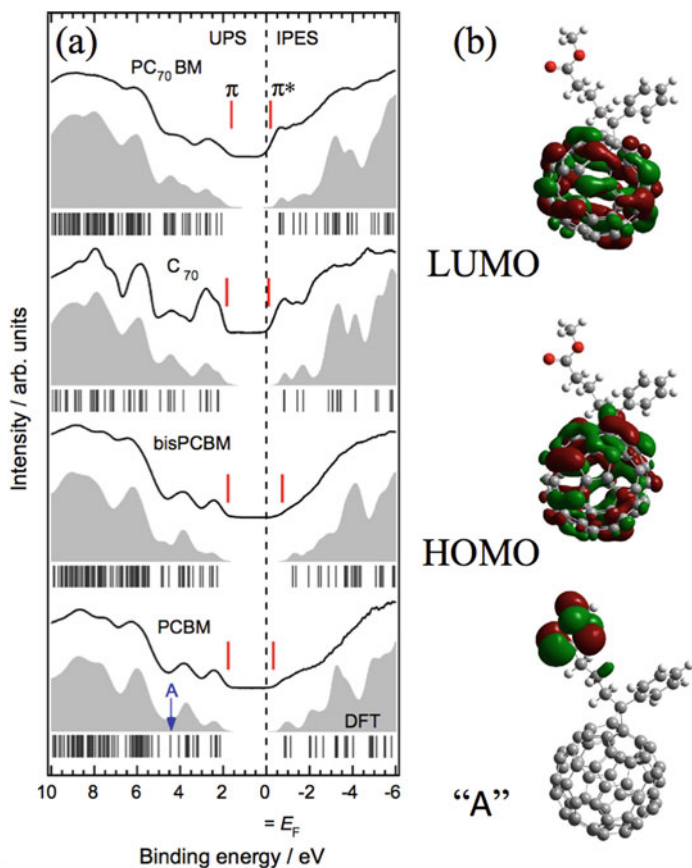 (a)
UPS
IPES
PC70BM
π
π*
C70
bisPCBM
PCBM
A
DFT
Intensity / arb. units
10
8
6
4
2
0
-2
-4
-6
= EF
Binding energy / eV
(b)
LUMO
HOMO
“A”